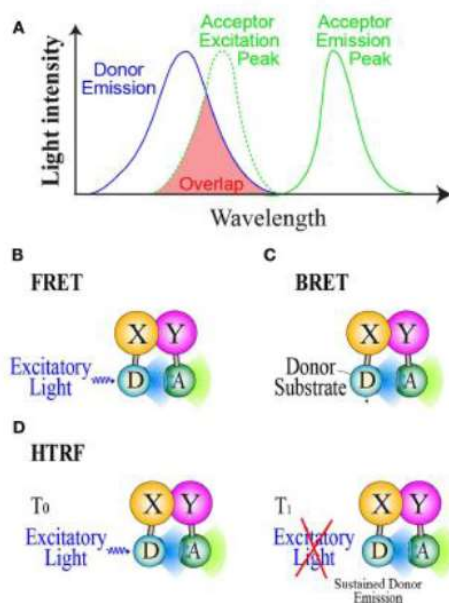 A
Light intensity
Donor
Emission
Acceptor
Excitation
Peak
Acceptor
Emission
Peak
Overlap
Wavelength
B
FRET
X Y
Excitatory
Light
D A
C
BRET
X Y
Donor
Substrate
D A
D
HTRF
T0
X Y
Excitatory
Light
D A
T1
X Y
Excitatory
Light
D A
Sustained Donor
Emission